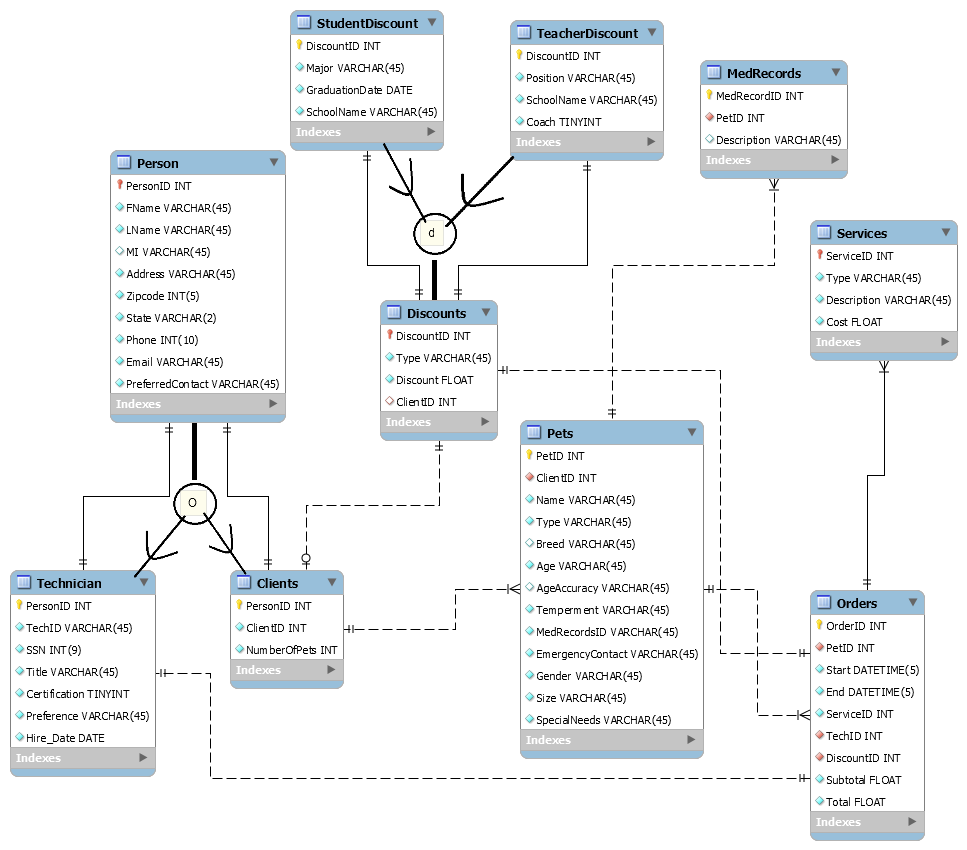 StudentDiscount
DiscountID INT
Major VARCHAR(45)
GraduationDate DATE
SchoolName VARCHAR(45)
Indexes
TeacherDiscount
DiscountID INT
Position VARCHAR(45)
SchoolName VARCHAR(45)
Coach TINYINT
Indexes
MedRecords
MedRecordID INT
PetID INT
Description VARCHAR(45)
Indexes
Person
PersonID INT
FName VARCHAR(45)
LName VARCHAR(45)
MI VARCHAR(45)
Address VARCHAR(45)
Zipcode INT(5)
State VARCHAR(2)
Phone INT(10)
Email VARCHAR(45)
PreferredContact VARCHAR(45)
Indexes
d
Services
ServiceID INT
Type VARCHAR(45)
Description VARCHAR(45)
Cost FLOAT
Indexes
Discounts
DiscountID INT
Type VARCHAR(45)
Discount FLOAT
ClientID INT
Indexes
Pets
PetID INT
ClientID INT
Name VARCHAR(45)
Type VARCHAR(45)
Breed VARCHAR(45)
Age VARCHAR(45)
AgeAccuracy VARCHAR(45)
Temperment VARCHAR(45)
MedRecordsID VARCHAR(45)
EmergencyContact VARCHAR(45)
Gender VARCHAR(45)
Size VARCHAR(45)
SpecialNeeds VARCHAR(45)
Indexes
O
Technician
PersonID INT
TechID VARCHAR(45)
SSN INT(9)
Title VARCHAR(45)
Certification TINYINT
Preference VARCHAR(45)
Hire_Date DATE
Indexes
Clients
PersonID INT
ClientID INT
NumberOfPets INT
Indexes
Orders
OrderID INT
PetID INT
Start DATETIME(5)
End DATETIME(5)
ServiceID INT
TechID INT
DiscountID INT
Subtotal FLOAT
Total FLOAT
Indexes